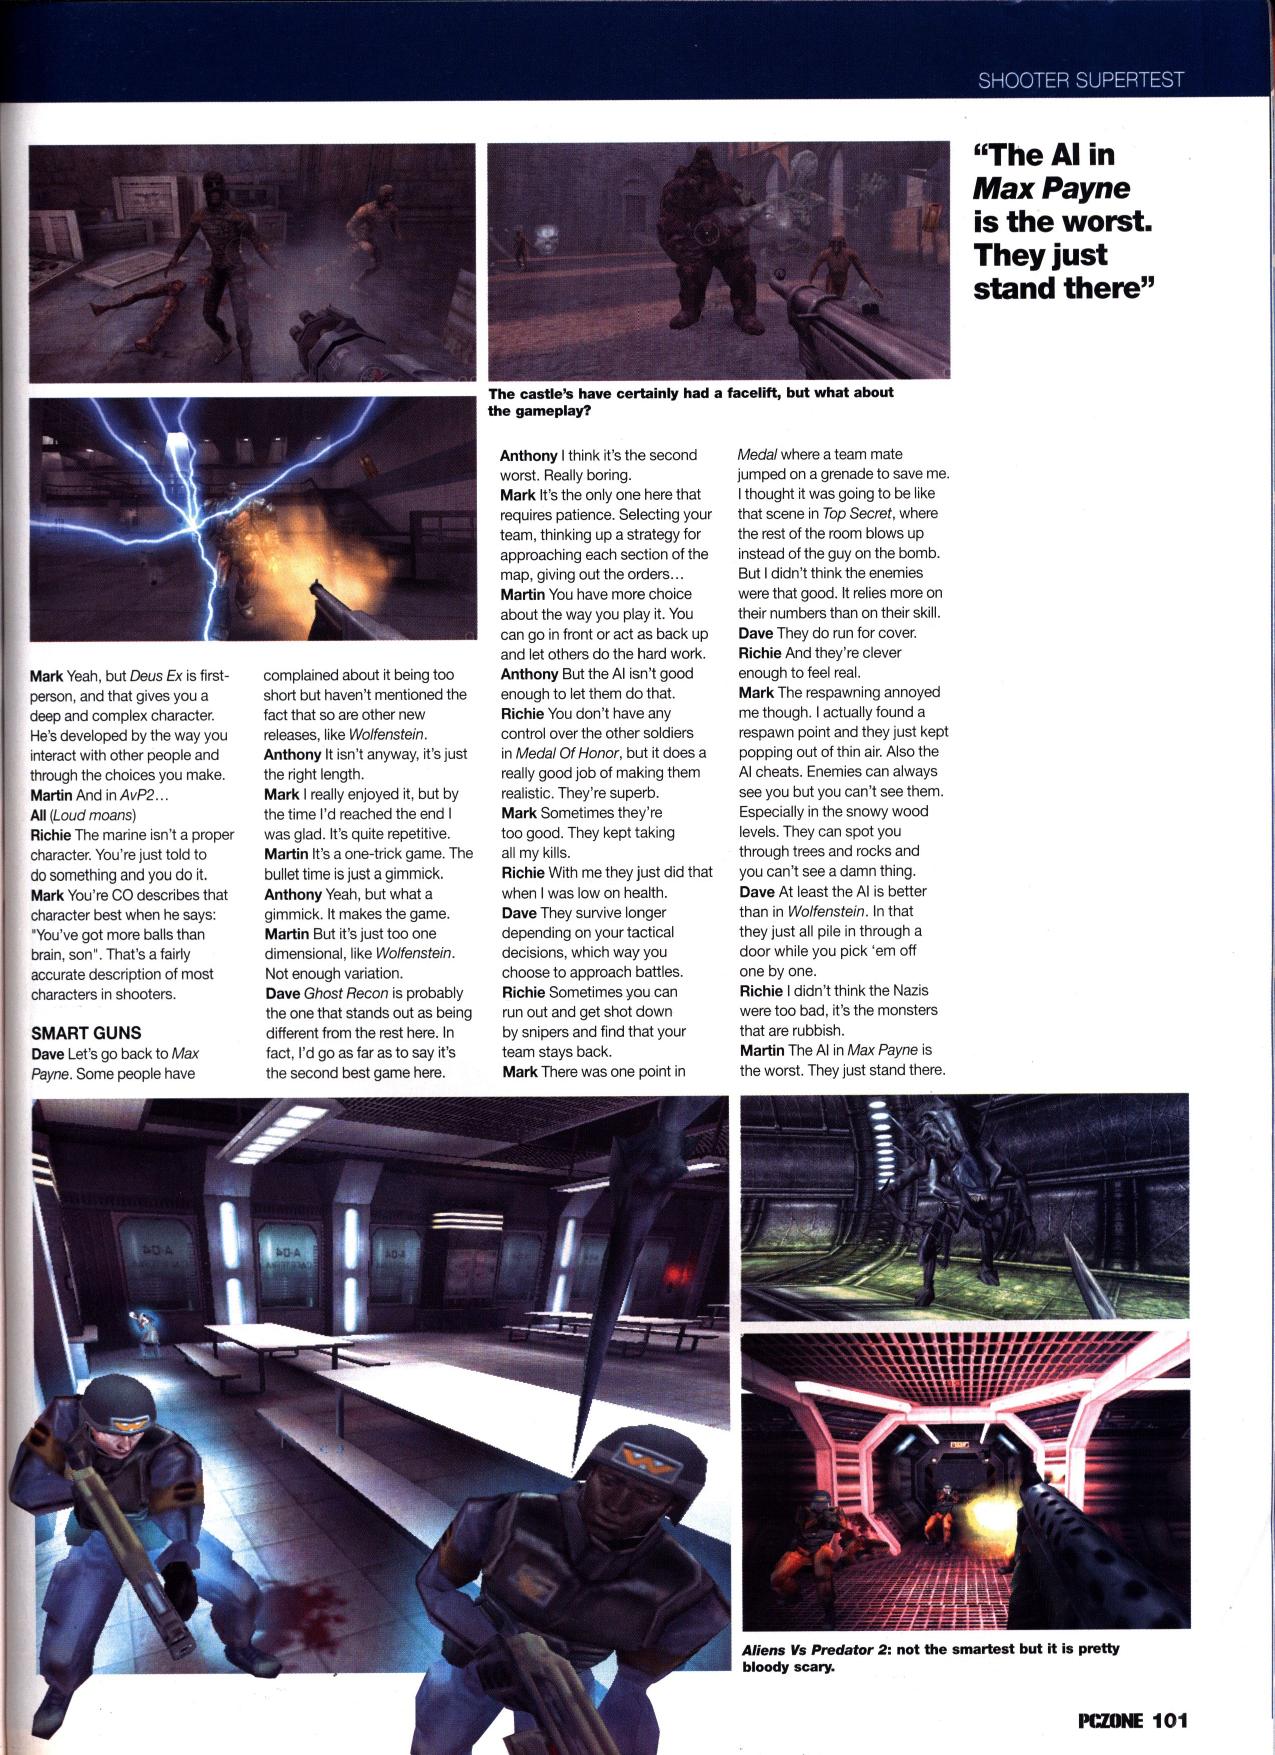 SHOOTER SUPERTEST
“The AI in
Max Payne
is the worst.
They just
stand there”
The castle's have certainly had a facelift, but what about
the gameplay?
Mark Yeah, but Deus Ex is first-
person, and that gives you a
deep and complex character.
He's developed by the way you
interact with other people and
through the choices you make.
Martin And in AvP2...
All (Loud moans)
Richie The marine isn't a proper
character. You're just told to
do something and you do it.
Mark You're CO describes that
character best when he says:
"You've got more balls than
brain, son". That's a fairly
accurate description of most
characters in shooters.
SMART GUNS
Dave Let's go back to Max
Payne. Some people have
complained about it being too
short but haven't mentioned the
fact that so are other new
releases, like Wolfenstein.
Anthony It isn't anyway, it's just
the right length.
Mark I really enjoyed it, but by
the time I'd reached the end I
was glad. It's quite repetitive.
Martin It's a one-trick game. The
bullet time is just a gimmick.
Anthony Yeah, but what a
gimmick. It makes the game.
Martin But it's just too one
dimensional, like Wolfenstein.
Not enough variation.
Dave Ghost Recon is probably
the one that stands out as being
different from the rest here. In
fact, I'd go as far as to say it's
the second best game here.
Anthony I think it's the second
worst. Really boring.
Mark It's the only one here that
requires patience. Selecting your
team, thinking up a strategy for
approaching each section of the
map, giving out the orders...
Martin You have more choice
about the way you play it. You
can go in front or act as back up
and let others do the hard work.
Anthony But the AI isn't good
enough to let them do that.
Richie You don't have any
control over the other soldiers
in Medal Of Honor, but it does a
really good job of making them
realistic. They're superb.
Mark Sometimes they're
too good. They kept taking
all my kills.
Richie With me they just did that
when I was low on health.
Dave They survive longer
depending on your tactical
decisions, which way you
choose to approach battles.
Richie Sometimes you can
run out and get shot down
by snipers and find that your
team stays back.
Mark There was one point in
Medal where a team mate
jumped on a grenade to save me.
I thought it was going to be like
that scene in Top Secret, where
the rest of the room blows up
instead of the guy on the bomb.
But I didn't think the enemies
were that good. It relies more on
their numbers than on their skill.
Dave They do run for cover.
Richie And they're clever
enough to feel real.
Mark The respawning annoyed
me though. I actually found a
respawn point and they just kept
popping out of thin air. Also the
AI cheats. Enemies can always
see you but you can't see them.
Especially in the snowy wood
levels. They can spot you
through trees and rocks and
you can't see a damn thing.
Dave At least the AI is better
than in Wolfenstein. In that
they just all pile in through a
door while you pick 'em off
one by one.
Richie I didn't think the Nazis
were too bad, it's the monsters
that are rubbish.
Martin The AI in Max Payne is
the worst. They just stand there.
Aliens Vs Predator 2: not the smartest but it is pretty
bloody scary.
PCZONE 101